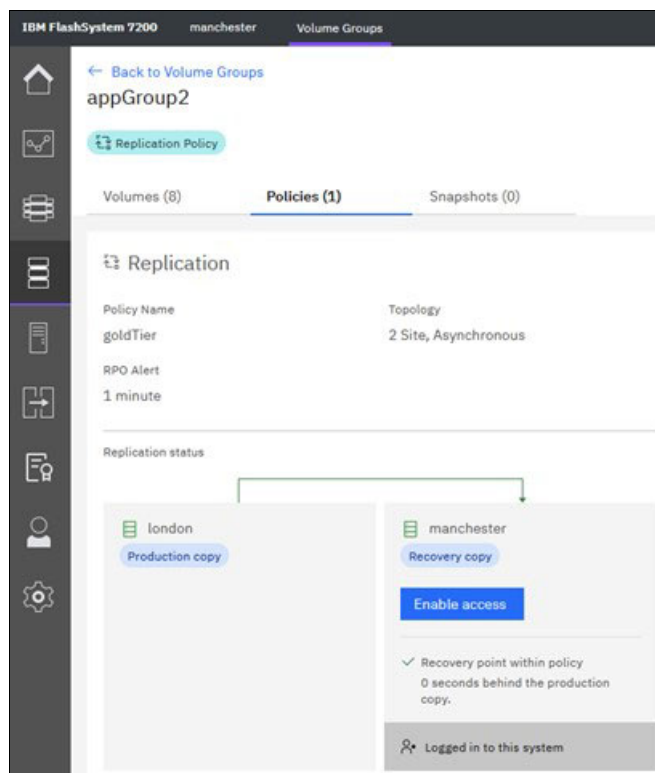 IBM FlashSystem 7200 manchester Volume Groups
← Back to Volume Groups
appGroup2
Replication Policy
Volumes (8) Policies (1) Snapshots (0)
Replication
Policy Name Topology
goldTier 2 Site, Asynchronous
RPO Alert
1 minute
Replication status
london manchester
Production copy Recovery copy
Enable access
Recovery point within policy
0 seconds behind the production
copy.
Logged in to this system